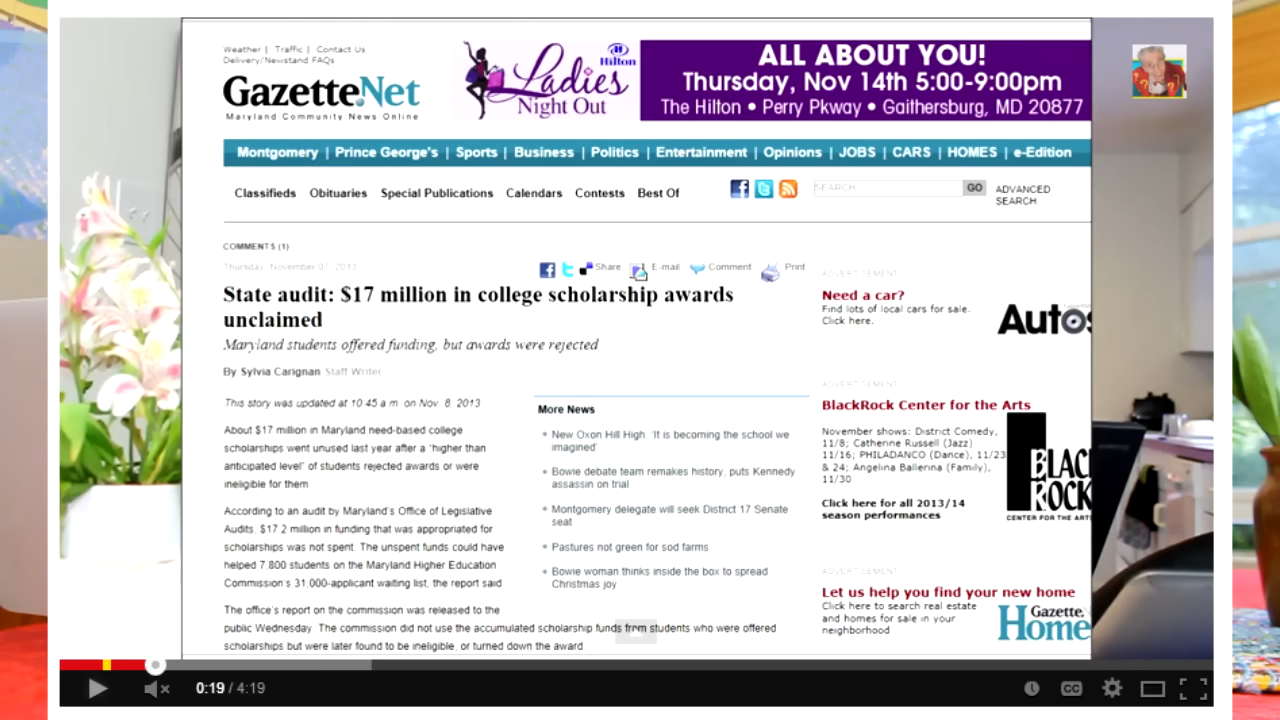 Weather | Traffic | Contact Us
Delivery/Newstand FAQs
GazetteNet
Maryland Community News Online
Ladies
Night Out
Hilton
ALL ABOUT YOU!
Thursday, Nov 14th 5:00-9:00pm
The Hilton • Perry Pkway • Gaithersburg, MD 20877
Montgomery | Prince George's | Sports | Business | Politics | Entertainment | Opinions | JOBS | CARS | HOMES | e-Edition
Classifieds Obituaries Special Publications Calendars Contests Best Of
SEARCH GO ADVANCED
SEARCH
COMMENTS (1)
Thursday, November 07, 2013
Share E-mail Comment Print
State audit: $17 million in college scholarship awards
unclaimed
Maryland students offered funding, but awards were rejected
By Sylvia Carignan Staff Writer
This story was updated at 10 45 a m on Nov 8, 2013
About $17 million in Maryland need-based college
scholarships went unused last year after a "higher than
anticipated level" of students rejected awards or were
ineligible for them
According to an audit by Maryland's Office of Legislative
Audits, $17 2 million in funding that was appropriated for
scholarships was not spent The unspent funds could have
helped 7,800 students on the Maryland Higher Education
Commission s 31,000-applicant waiting list, the report said
The office's report on the commission was released to the
public Wednesday The commission did not use the accumulated scholarship funds from students who were offered
scholarships but were later found to be ineligible, or turned down the award
More News
New Oxon Hill High 'It is becoming the school we
imagined'
Bowie debate team remakes history, puts Kennedy
assassin on trial
Montgomery delegate will seek District 17 Senate
seat
Pastures not green for sod farms
Bowie woman thinks inside the box to spread
Christmas joy
ADVERTISEMENT
Need a car?
Find lots of local cars for sale.
Click here.
Autos
ADVERTISEMENT
BlackRock Center for the Arts
November shows: District Comedy,
11/8; Catherine Russell (Jazz)
11/16; PHILADANCO (Dance), 11/23
& 24; Angelina Ballerina (Family),
11/30
Click here for all 2013/14
season performances
BLAC
ROCK
CENTER FOR THE ART
ADVERTISEMENT
Let us help you find your new home
Click here to search real estate
and homes for sale in your
neighborhood
Gazette.
Home
0:19 / 4:19
CC